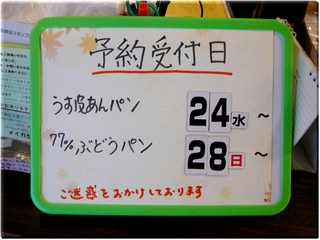 予約受付日
うす皮あんパン 24水 ~
77%ぶどうパン 28日 ~
ご迷惑をおかけしております